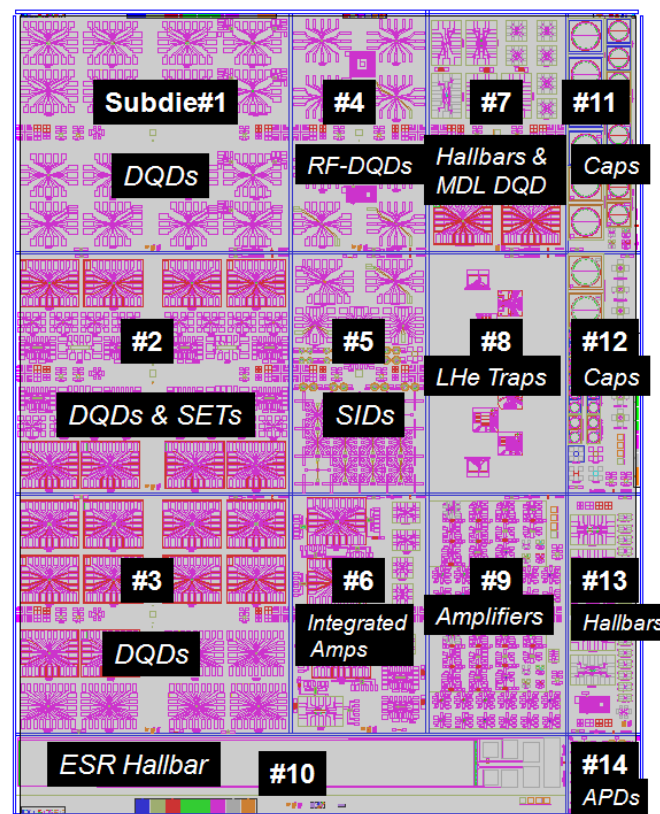 Subdie#1
DQDs
#4
RF-DQDs
#7
Hallbars &
MDL DQD
#11
Caps
#2
DQDs & SETs
#5
SIDs
#8
LHe Traps
#12
Caps
#3
DQDs
#6
Integrated
Amps
#9
Amplifiers
#13
Hallbars
ESR Hallbar
#10
#14
APDs